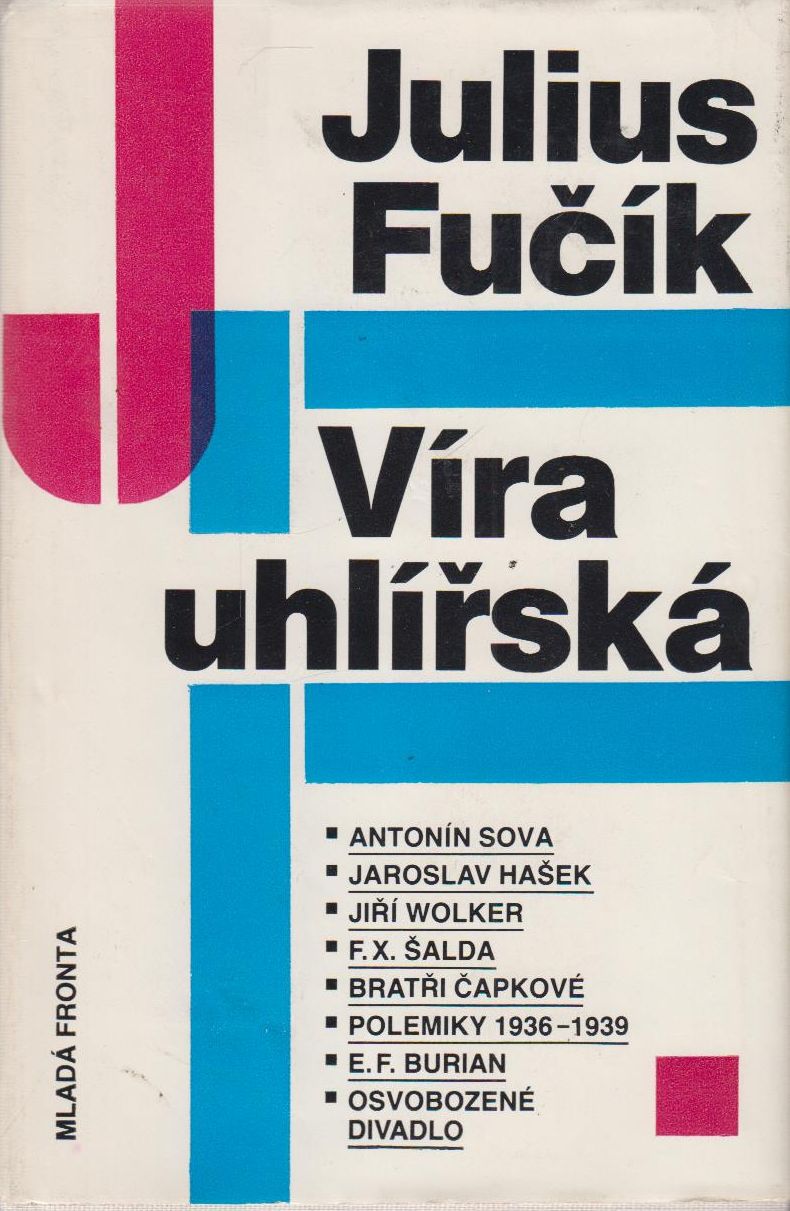 Julius
Fučík
Víra
uhlířská
▪ ANTONÍN SOVA
▪ JAROSLAV HAŠEK
▪ JIŘÍ WOLKER
▪ F. X. ŠALDA
▪ BRATŘI ČAPKOVÉ
▪ POLEMIKY 1936–1939
▪ E. F. BURIAN
▪ OSVOBOZENÉ
DIVADLO
MLADÁ FRONTA